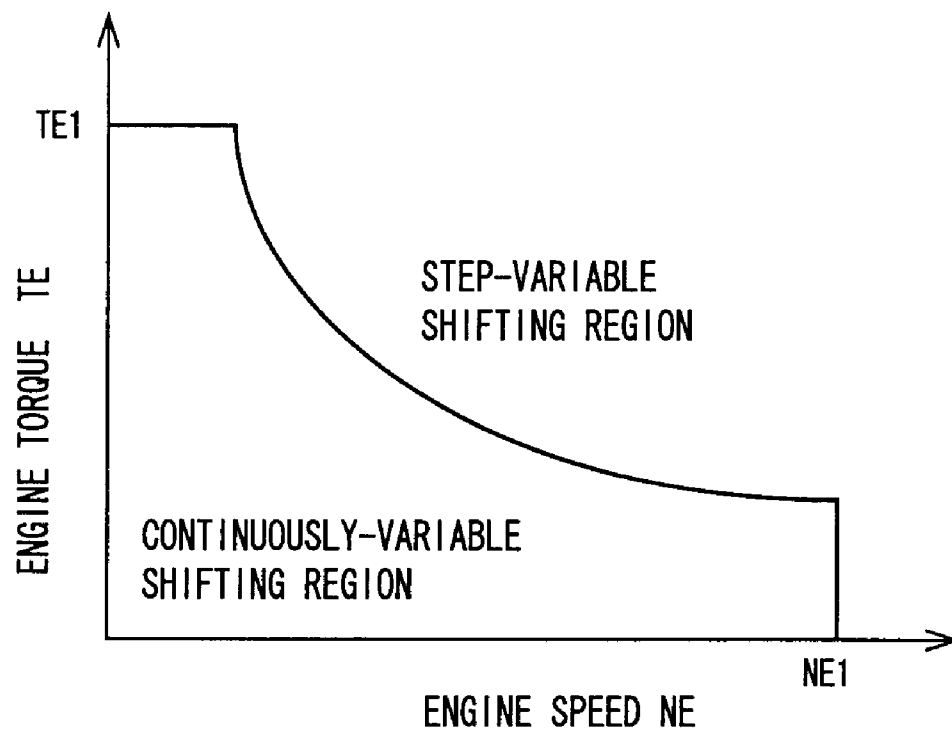 TE1
ENGINE TORQUE TE
STEP-VARIABLE
SHIFTING REGION
CONTINUOUSLY-VARIABLE
SHIFTING REGION
NE1
ENGINE SPEED NE